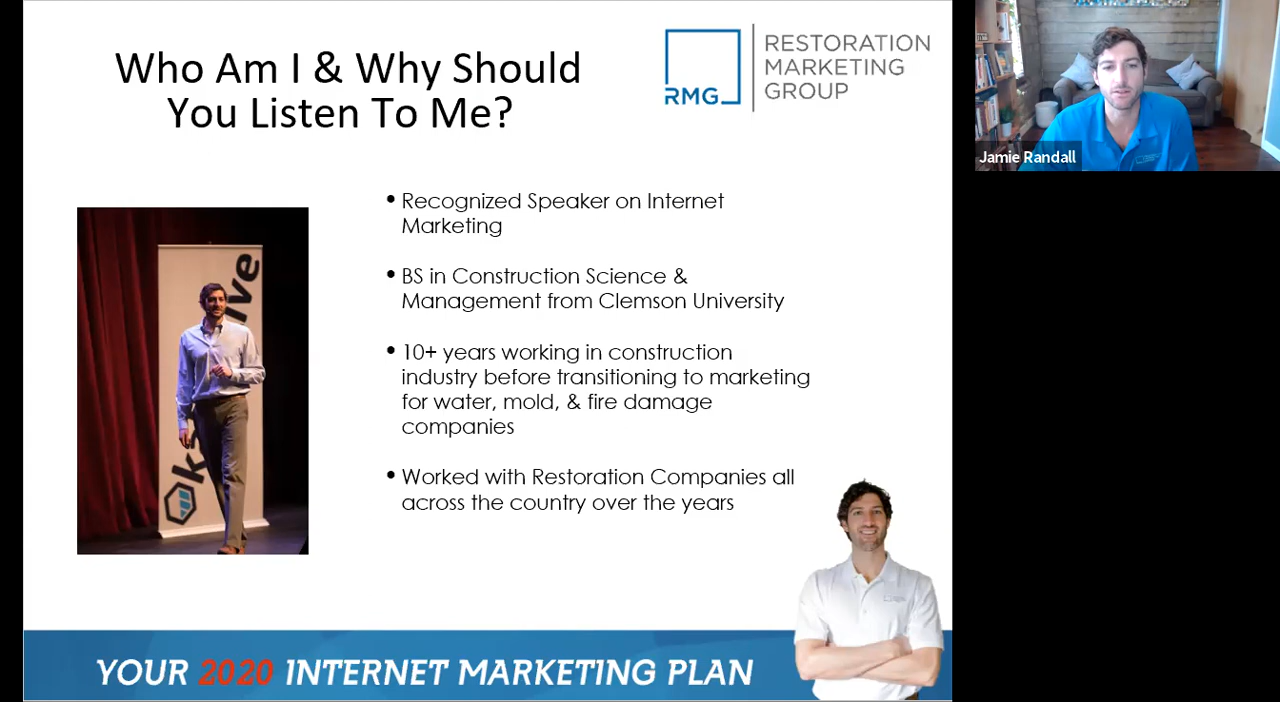 Who Am I & Why Should
You Listen To Me?
RMG
RESTORATION
MARKETING
GROUP
Jamie Randall
• Recognized Speaker on Internet
Marketing
• BS in Construction Science &
Management from Clemson University
• 10+ years working in construction
industry before transitioning to marketing
for water, mold, & fire damage
companies
• Worked with Restoration Companies all
across the country over the years
YOUR 2020 INTERNET MARKETING PLAN